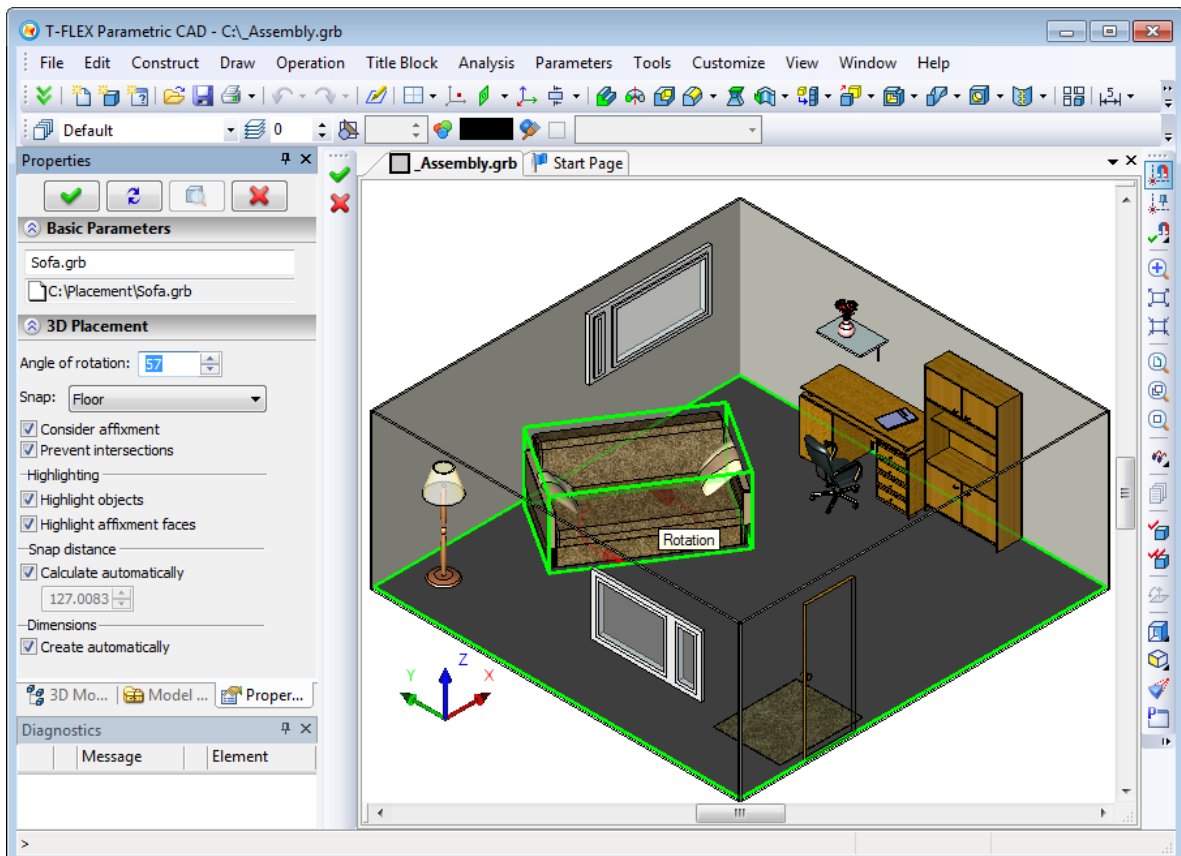 T-FLEX Parametric CAD - C:\_Assembly.grb
File Edit Construct Draw Operation Title Block Analysis Parameters Tools Customize View Window Help
Default 0
Properties
_Assembly.grb Start Page
Basic Parameters
Sofa.grb
C:\Placement\Sofa.grb
3D Placement
Angle of rotation: 57
Snap: Floor
Consider affixment
Prevent intersections
Highlighting
Highlight objects
Highlight affixment faces
Snap distance
Calculate automatically
127.0083
Dimensions
Create automatically
Rotation
Z
Y X
3D Mo... Model ... Proper...
Diagnostics
Message Element
>